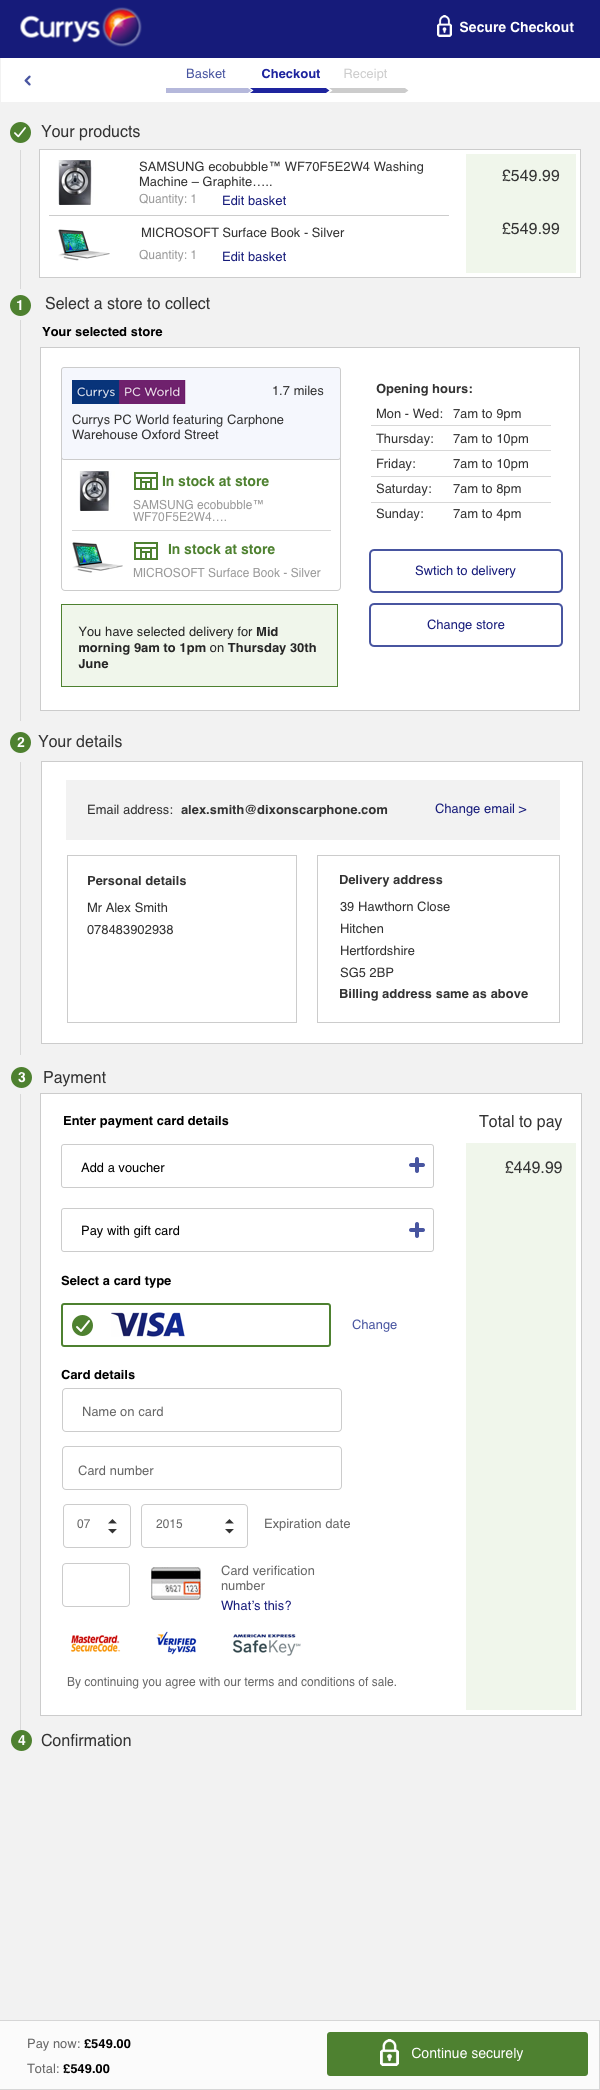 Currys
Secure Checkout
Basket
Checkout
Receipt
Your products
SAMSUNG ecobubble™ WF70F5E2W4 Washing
Machine – Graphite.....
£549.99
Quantity: 1
Edit basket
MICROSOFT Surface Book - Silver
£549.99
Quantity: 1
Edit basket
1
Select a store to collect
Your selected store
Currys PC World
1.7 miles
Currys PC World featuring Carphone
Warehouse Oxford Street
In stock at store
SAMSUNG ecobubble™
WF70F5E2W4....
In stock at store
MICROSOFT Surface Book - Silver
You have selected delivery for Mid
morning 9am to 1pm on Thursday 30th
June
Opening hours:
Mon - Wed: 7am to 9pm
Thursday: 7am to 10pm
Friday: 7am to 10pm
Saturday: 7am to 8pm
Sunday: 7am to 4pm
Swtich to delivery
Change store
2
Your details
Email address: alex.smith@dixonscarphone.com
Change email >
Personal details
Mr Alex Smith
078483902938
Delivery address
39 Hawthorn Close
Hitchen
Hertfordshire
SG5 2BP
Billing address same as above
3
Payment
Enter payment card details
Total to pay
£449.99
Add a voucher
Pay with gift card
Select a card type
VISA
Change
Card details
Name on card
Card number
07
2015
Expiration date
8627 123
Card verification
number
What's this?
MasterCard.
SecureCode.
VERIFIED
by VISA
AMERICAN EXPRESS
SafeKey™
By continuing you agree with our terms and conditions of sale.
4
Confirmation
Pay now: £549.00
Total: £549.00
Continue securely